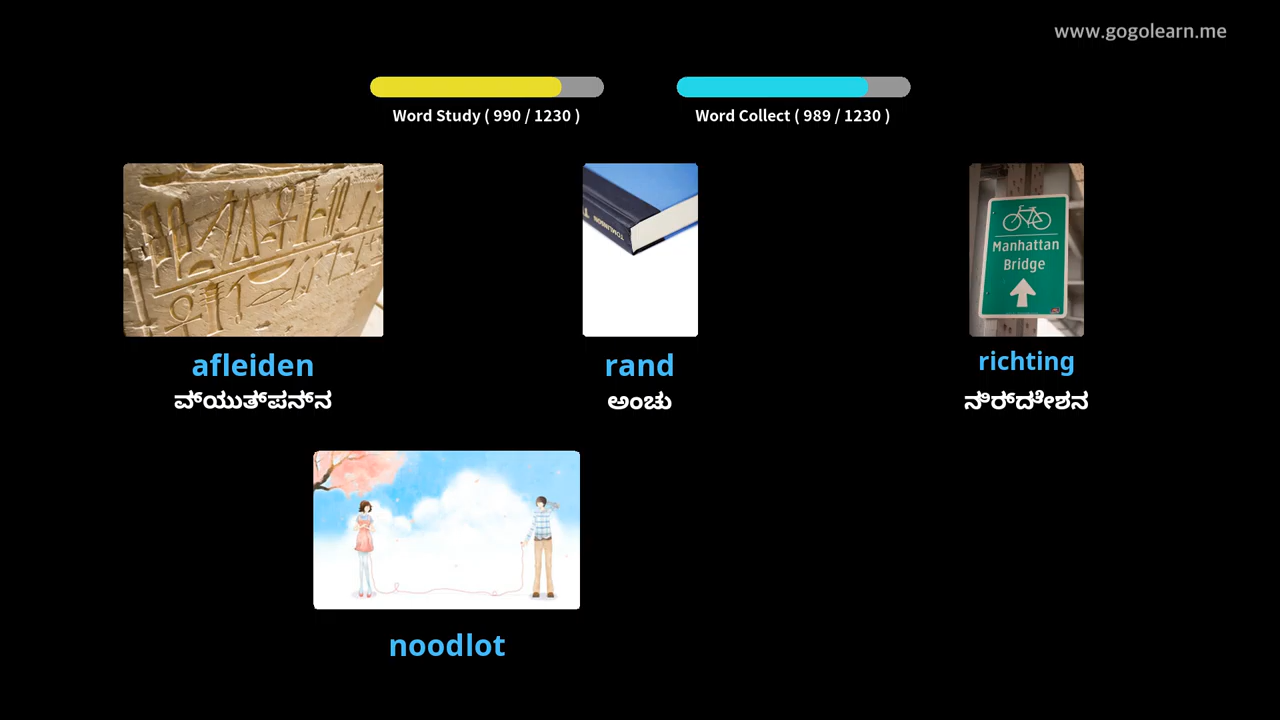 www.gogolearn.me
Word Study ( 990 / 1230 )
Word Collect ( 989 / 1230 )
TOMLINSON
Manhattan
Bridge
afleiden
rand
richting
ವ್ಯುತ್ಪನ್ನ
ಅಂಚು
ನಿರ್ದೇಶನ
noodlot